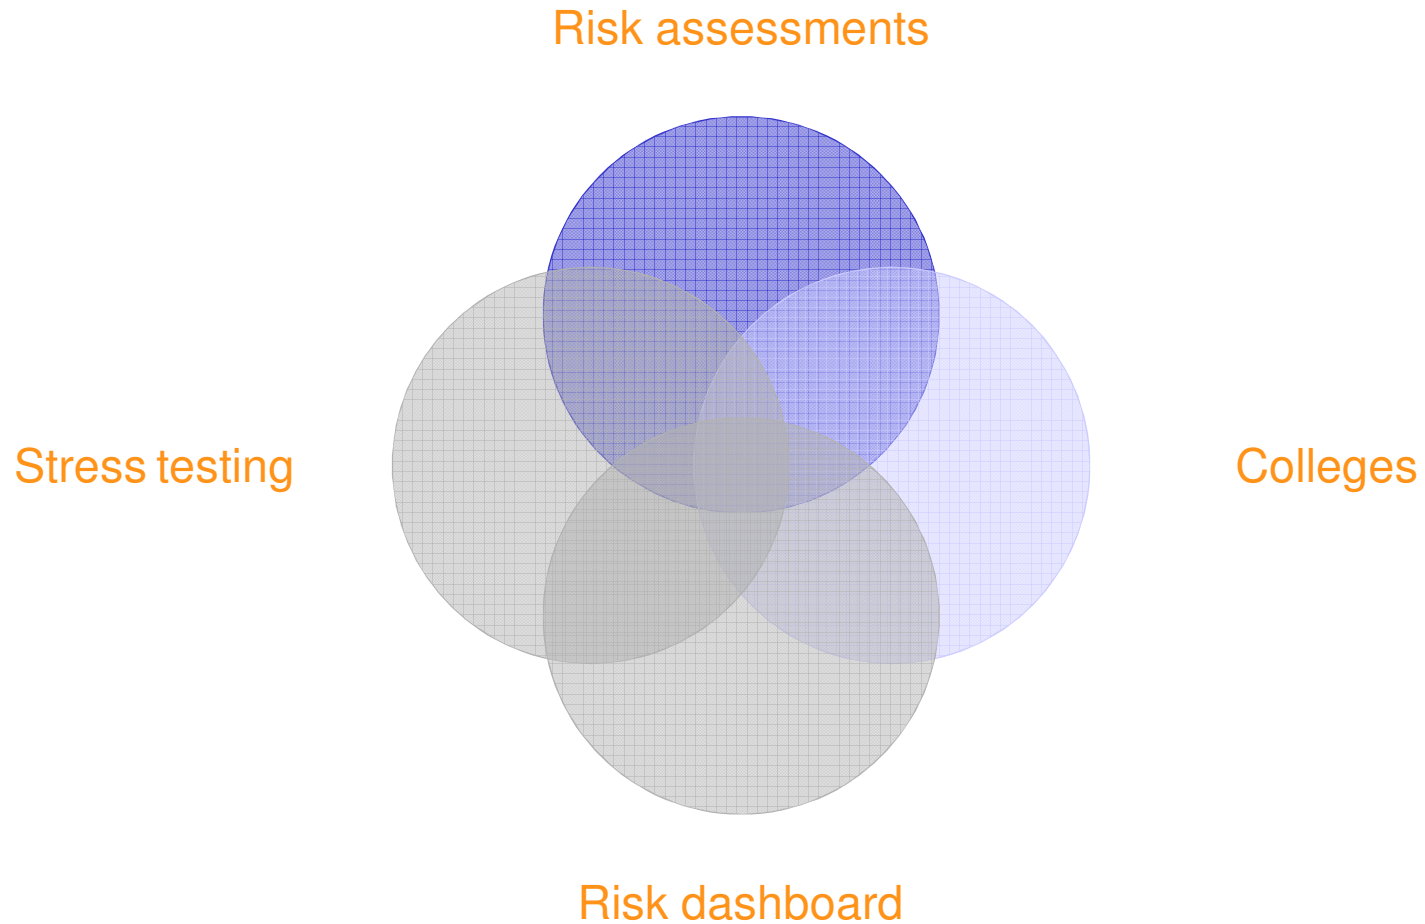 Risk assessments
Stress testing
Colleges
Risk dashboard